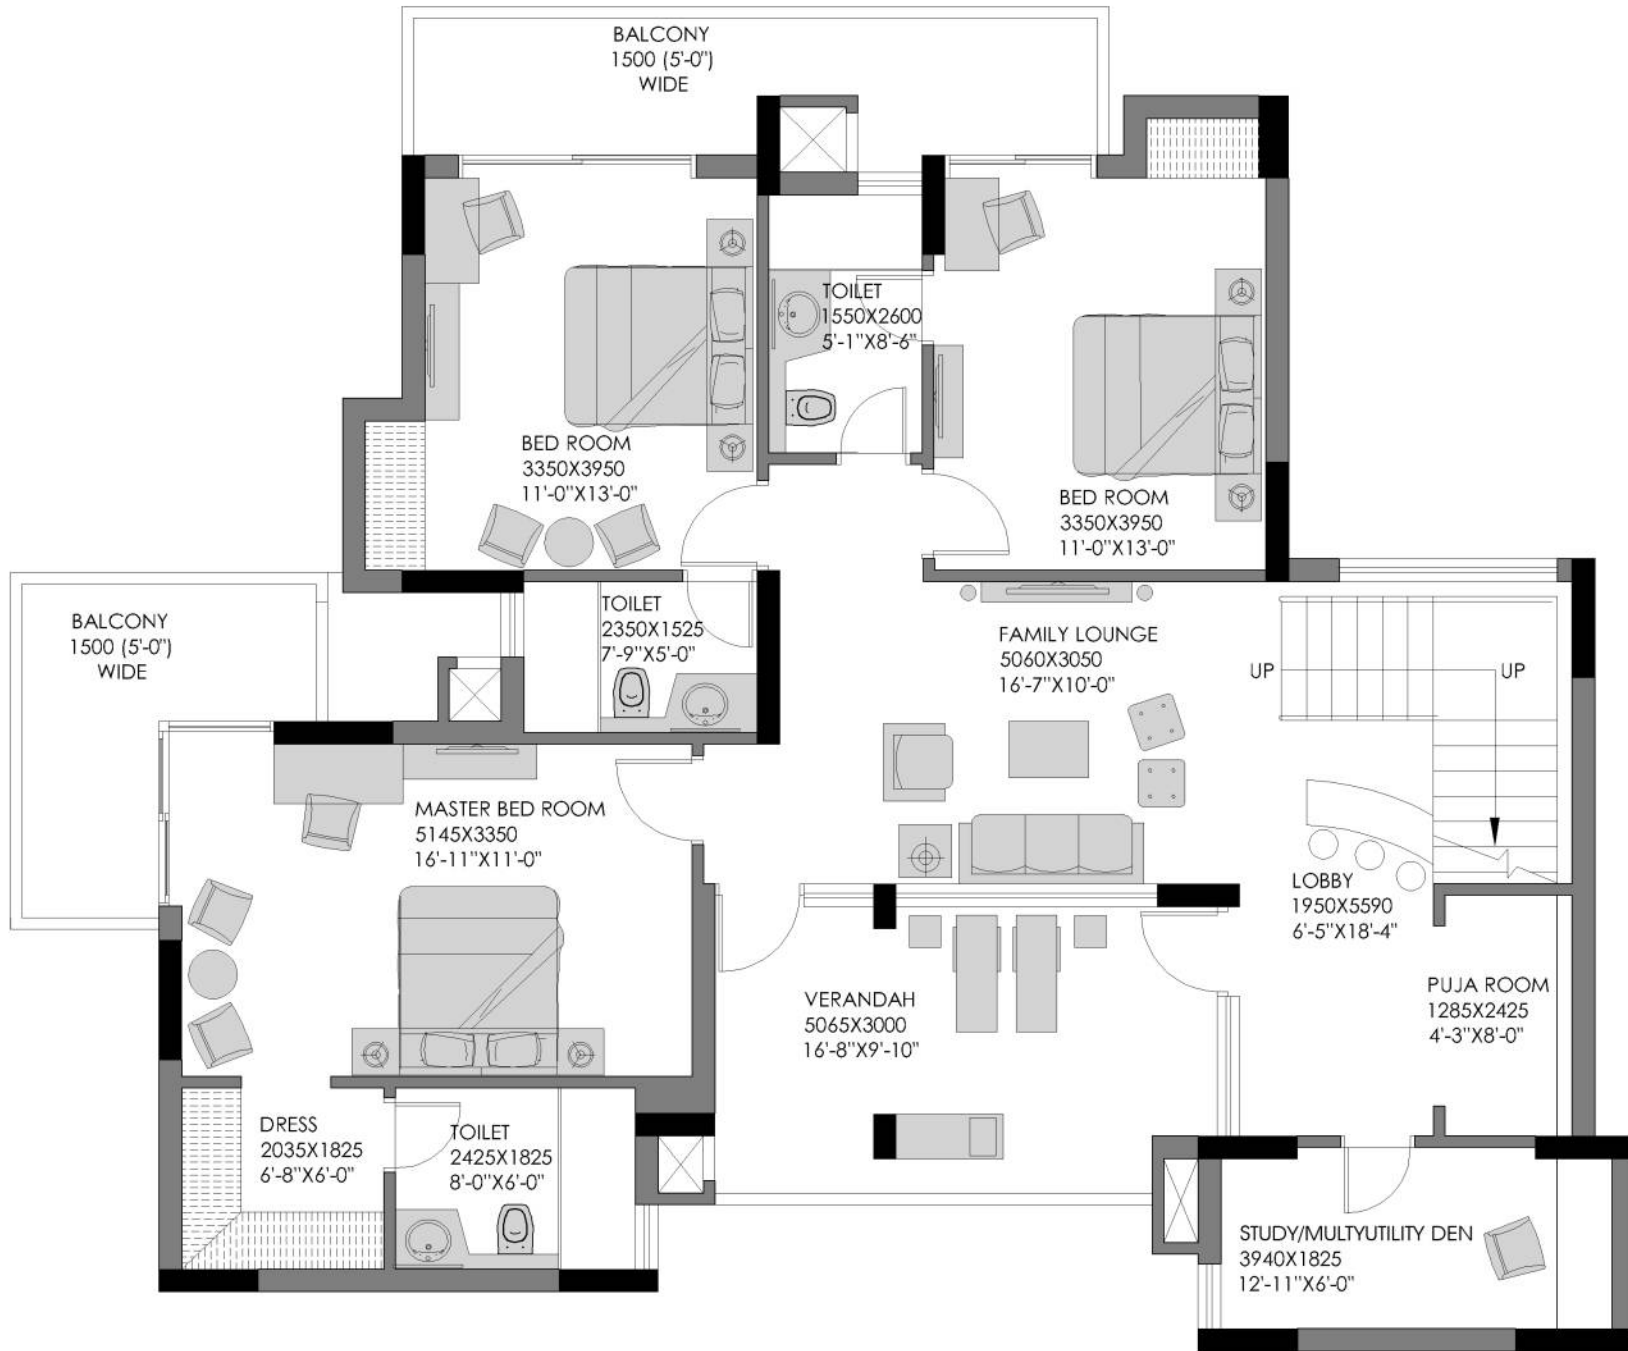 BALCONY
1500 (5'-0")
WIDE
TOILET
1550X2600
5'-1"X8'-6"
BED ROOM
3350X3950
11'-0"X13'-0"
BED ROOM
3350X3950
11'-0"X13'-0"
BALCONY
1500 (5'-0")
WIDE
TOILET
2350X1525
7'-9"X5'-0"
FAMILY LOUNGE
5060X3050
16'-7"X10'-0"
UP
UP
MASTER BED ROOM
5145X3350
16'-11"X11'-0"
LOBBY
1950X5590
6'-5"X18'-4"
VERANDAH
5065X3000
16'-8"X9'-10"
PUJA ROOM
1285X2425
4'-3"X8'-0"
DRESS
2035X1825
6'-8"X6'-0"
TOILET
2425X1825
8'-0"X6'-0"
STUDY/MULTYUTILITY DEN
3940X1825
12'-11"X6'-0"